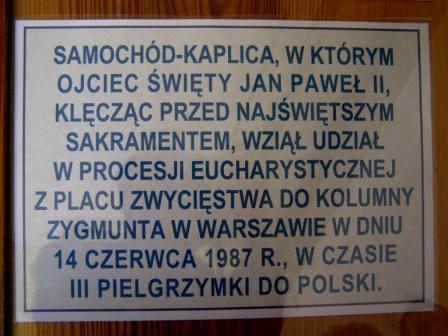 SAMOCHÓD-KAPLICA, W KTÓRYM
OJCIEC ŚWIĘTY JAN PAWEŁ II,
KLĘCZĄC PRZED NAJŚWIĘTSZYM
SAKRAMENTEM, WZIĄŁ UDZIAŁ
W PROCESJI EUCHARYSTYCZNEJ
Z PLACU ZWYCIĘSTWA DO KOLUMNY
ZYGMUNTA W WARSZAWIE W DNIU
14 CZERWCA 1987 R., W CZASIE
III PIELGRZYMKI DO POLSKI.